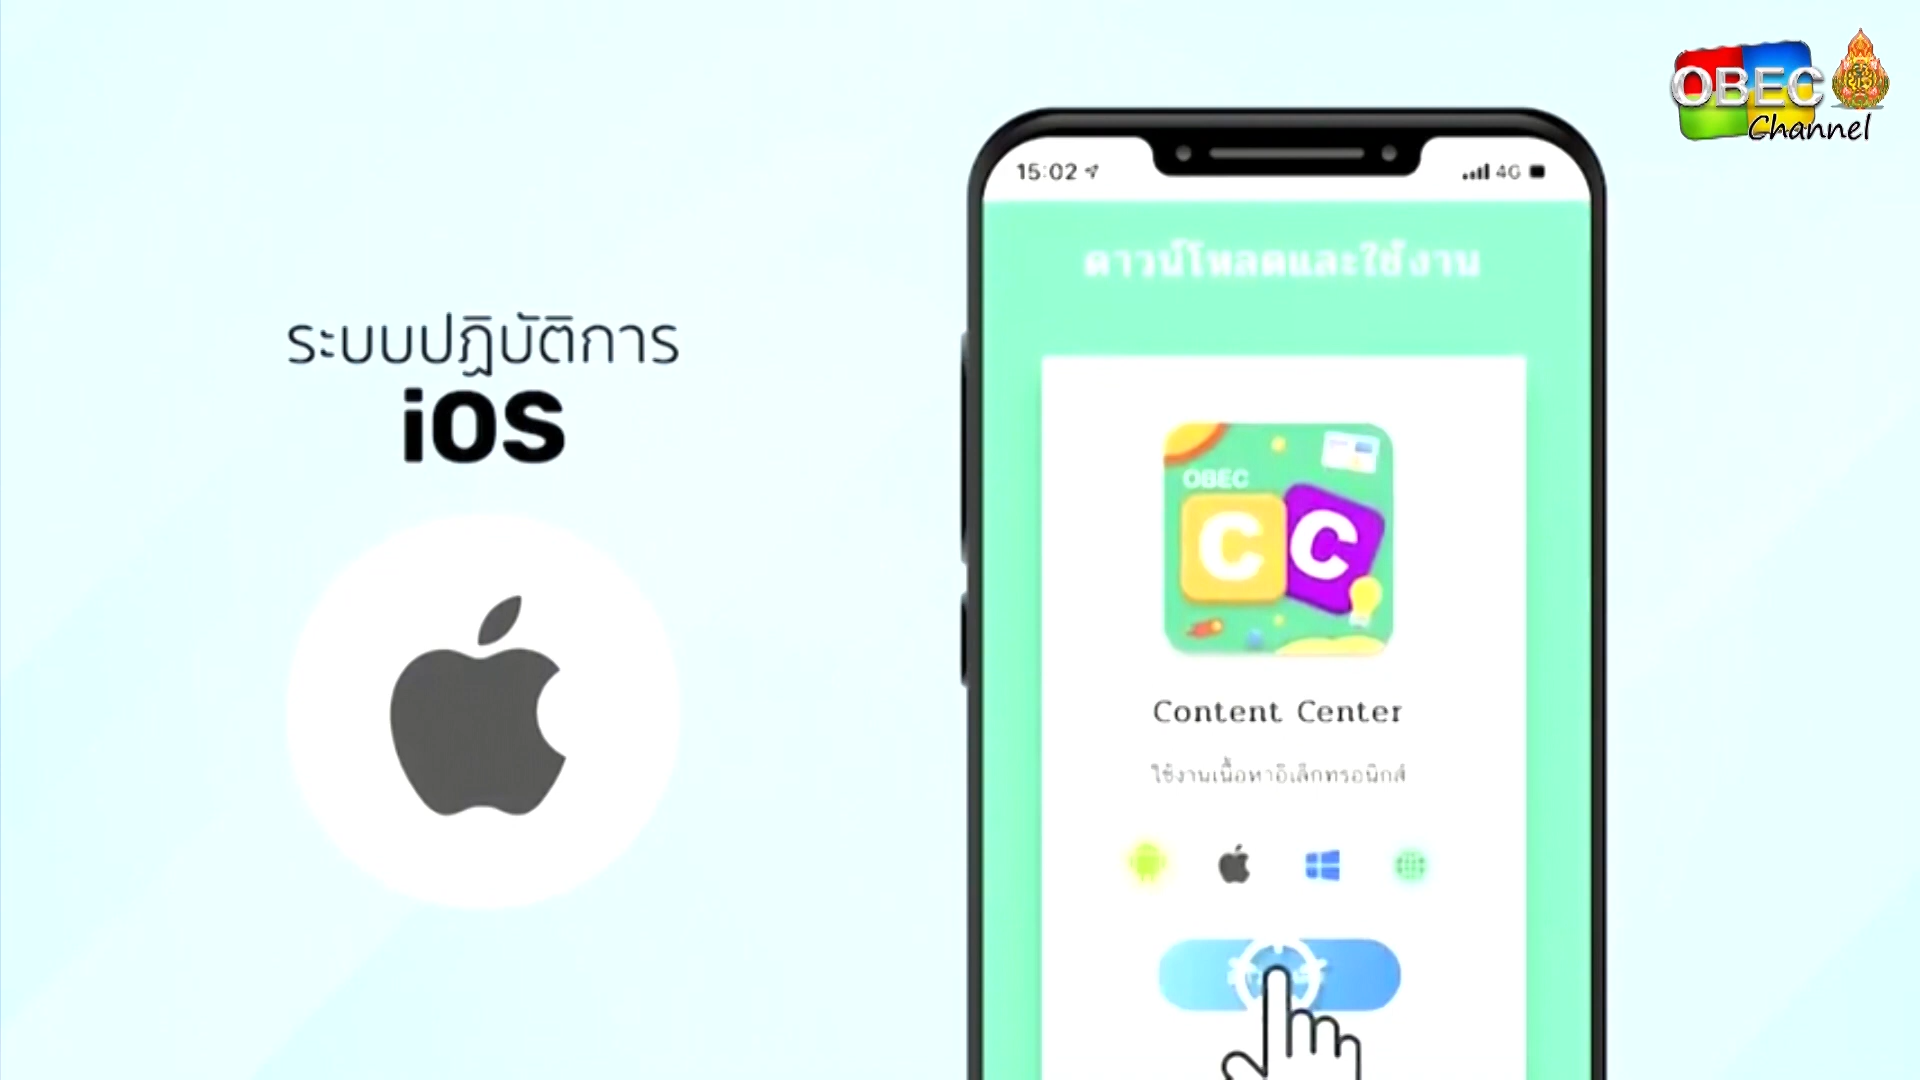 OBEC
Channel
ระบบปฏิบัติการ
iOS
15:02
4G
ดาวน์โหลดและใช้งาน
OBEC
C C
Content Center
ใช้งานเนื้อหาอิเล็กทรอนิกส์